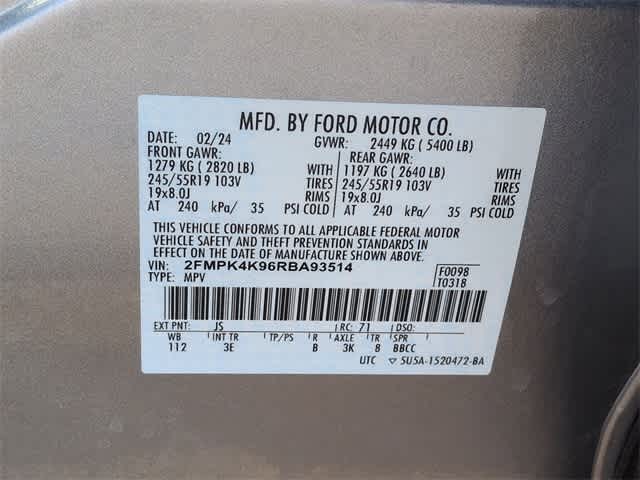 MFD. BY FORD MOTOR CO.
DATE: 02/24 GVWR: 2449 KG ( 5400 LB)
FRONT GAWR: REAR GAWR:
1279 KG ( 2820 LB) WITH 1197 KG ( 2640 LB) WITH
245/55R19 103V TIRES 245/55R19 103V TIRES
19x8.0J RIMS 19x8.0J RIMS
AT 240 kPa/ 35 PSI COLD AT 240 kPa/ 35 PSI COLD
THIS VEHICLE CONFORMS TO ALL APPLICABLE FEDERAL MOTOR
VEHICLE SAFETY AND THEFT PREVENTION STANDARDS IN
EFFECT ON THE DATE OF MANUFACTURE SHOWN ABOVE.
VIN: 2FMPK4K96RBA93514 F0098
TYPE: MPV T0318
EXT PNT: JS RC: 71 DSO:
WB INT TR TP/PS R AXLE TR SPR
112 3E B 3K 8 BBCC
UTC ▽ 5U5A-1520472-BA